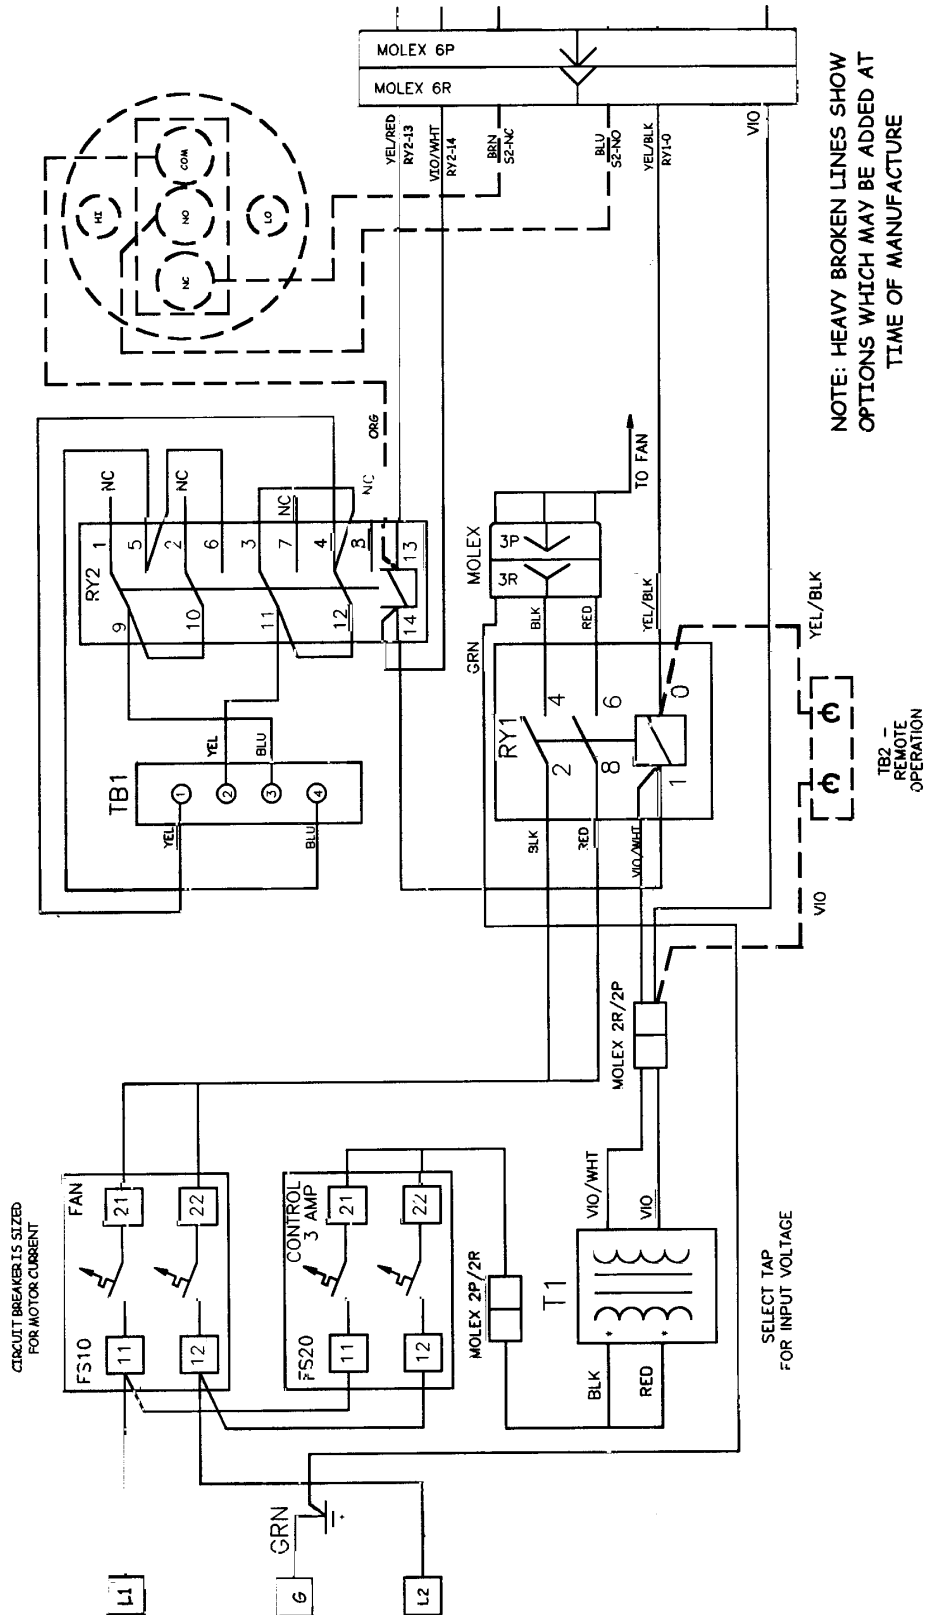 MOLEX 6P
MOLEX 6R
YEL/RED
RY2-13
VIO/WHT
RY2-14
BRN
S2-NC
BLU
S2-NO
YEL/BLK
RY1-0
VIO
HI
COM
NO
NC
LO
NOTE: HEAVY BROKEN LINES SHOW
OPTIONS WHICH MAY BE ADDED AT
TIME OF MANUFACTURE
ORG
NC
NC
NC
NC
RY2
1
5
2
6
3
7
4
13
9
10
11
12
14
MOLEX
3P
3R
TO FAN
GRN
BLK
RED
YEL/BLK
YEL/BLK
TB1
1
2
3
4
YEL
BLU
YEL
BLU
RY1
4
6
0
2
8
1
BLK
RED
VIO/WHT
TB2 –
REMOTE
OPERATION
VIO
MOLEX 2R/2P
CIRCUIT BREAKER IS SIZED
FOR MOTOR CURRENT
FAN
21
22
FS10
11
12
CONTROL
3 AMP
21
22
FS20
11
12
MOLEX 2P/2R
VIO/WHT
VIO
T1
BLK
RED
SELECT TAP
FOR INPUT VOLTAGE
GRN
L1
G
L2